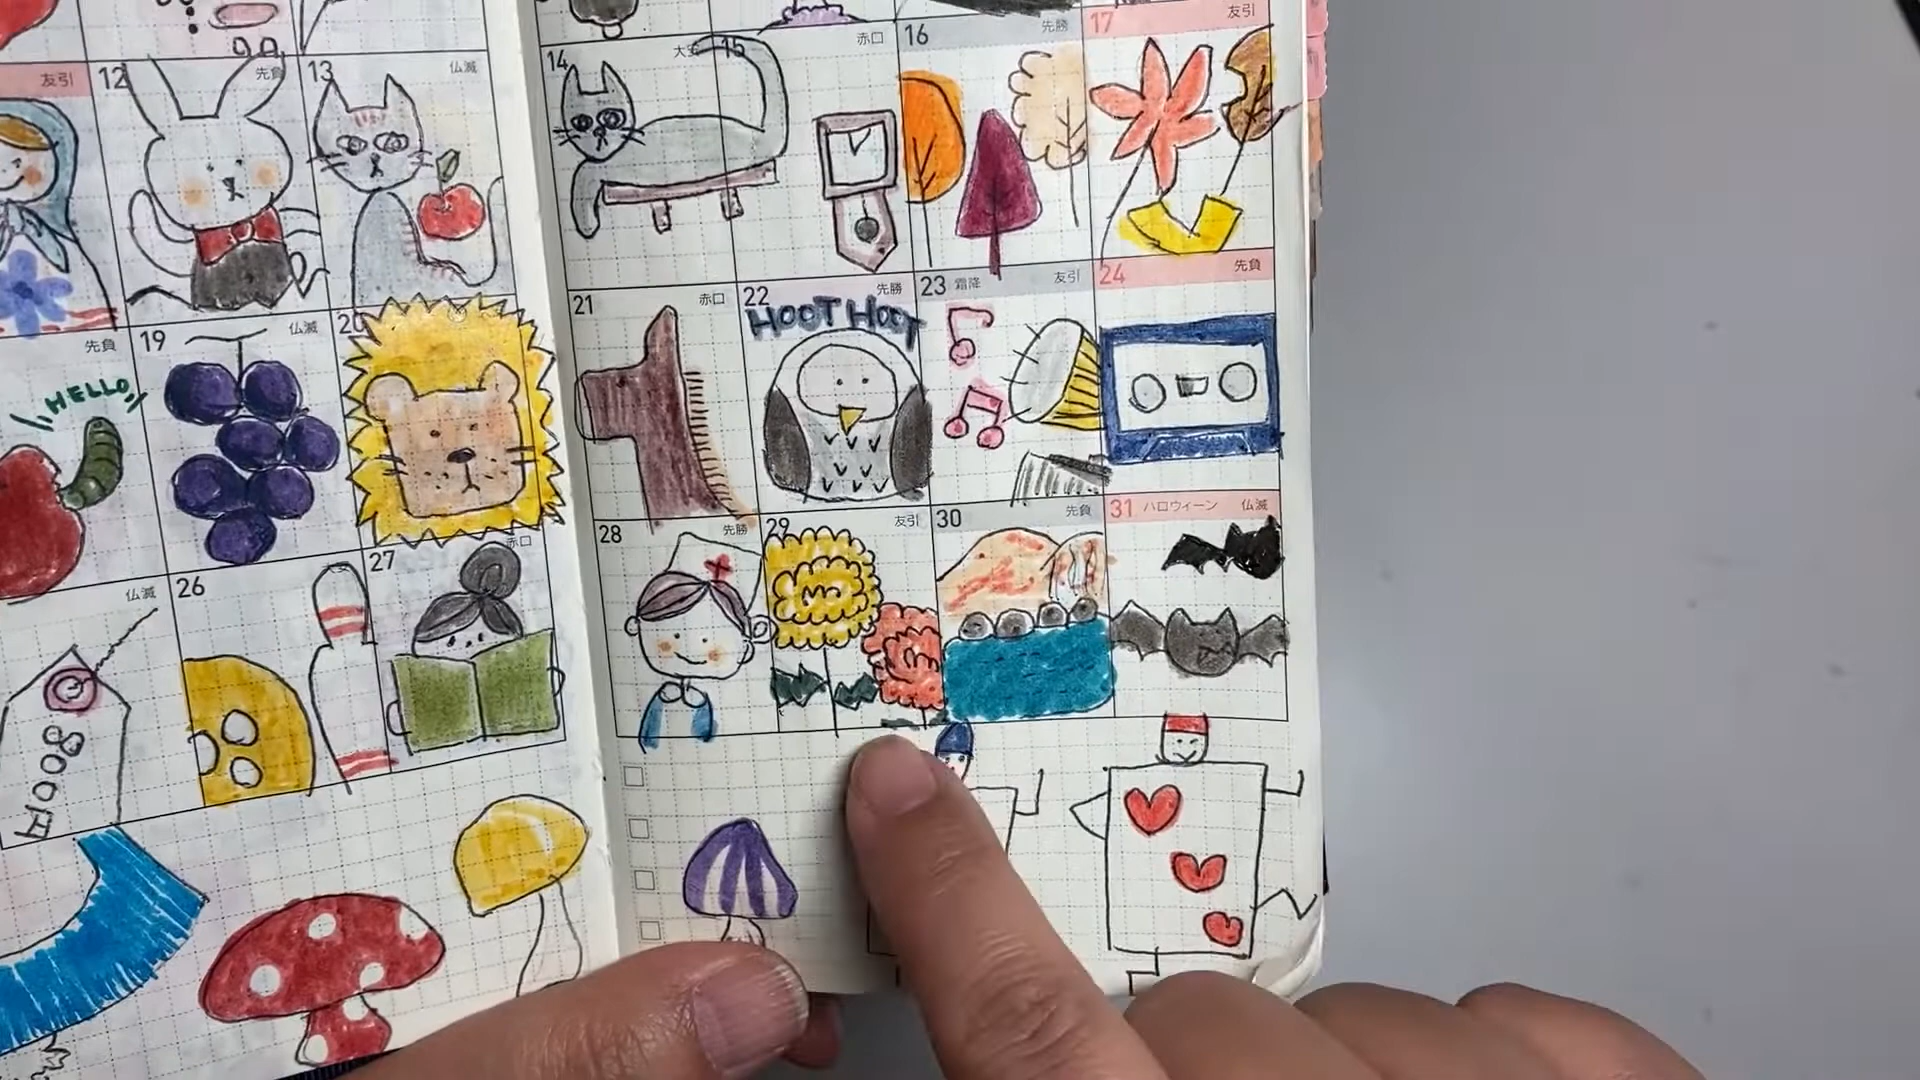 友引
12 先負
13 仏滅
14 大安
15 赤口
16 先勝
17 友引
先負
HELLO
19 仏滅
20
21 赤口
22 先勝
HOOT HOOT
23 霜降 友引
24 先負
仏滅
26
27 赤口
28 先勝
29 友引
30 先負
31 ハロウィーン 仏滅